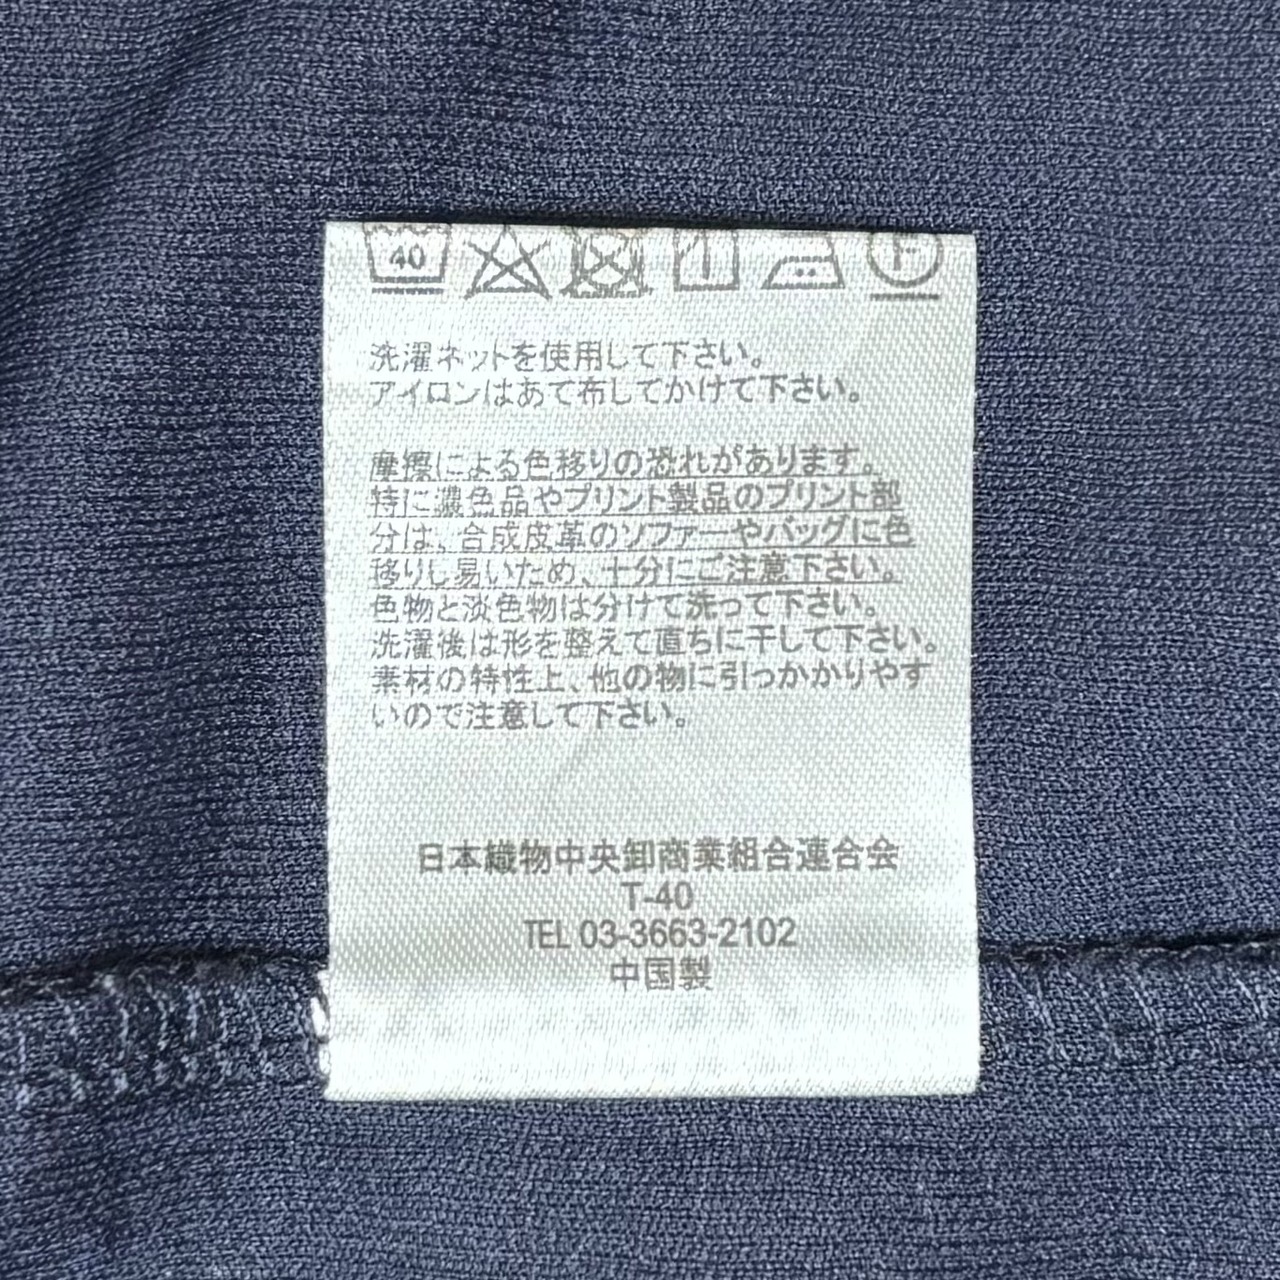 40
洗濯ネットを使用して下さい。
アイロンはあて布してかけて下さい。
摩擦による色移りの恐れがあります。
特に濃色品やプリント製品のプリント部
分は、合成皮革のソファーやバッグに色
移りし易いため、十分にご注意下さい。
色物と淡色物は分けて洗って下さい。
洗濯後は形を整えて直ちに干して下さい。
素材の特性上、他の物に引っかかりやす
いので注意して下さい。
日本織物中央卸商業組合連合会
T-40
TEL 03-3663-2102
中国製